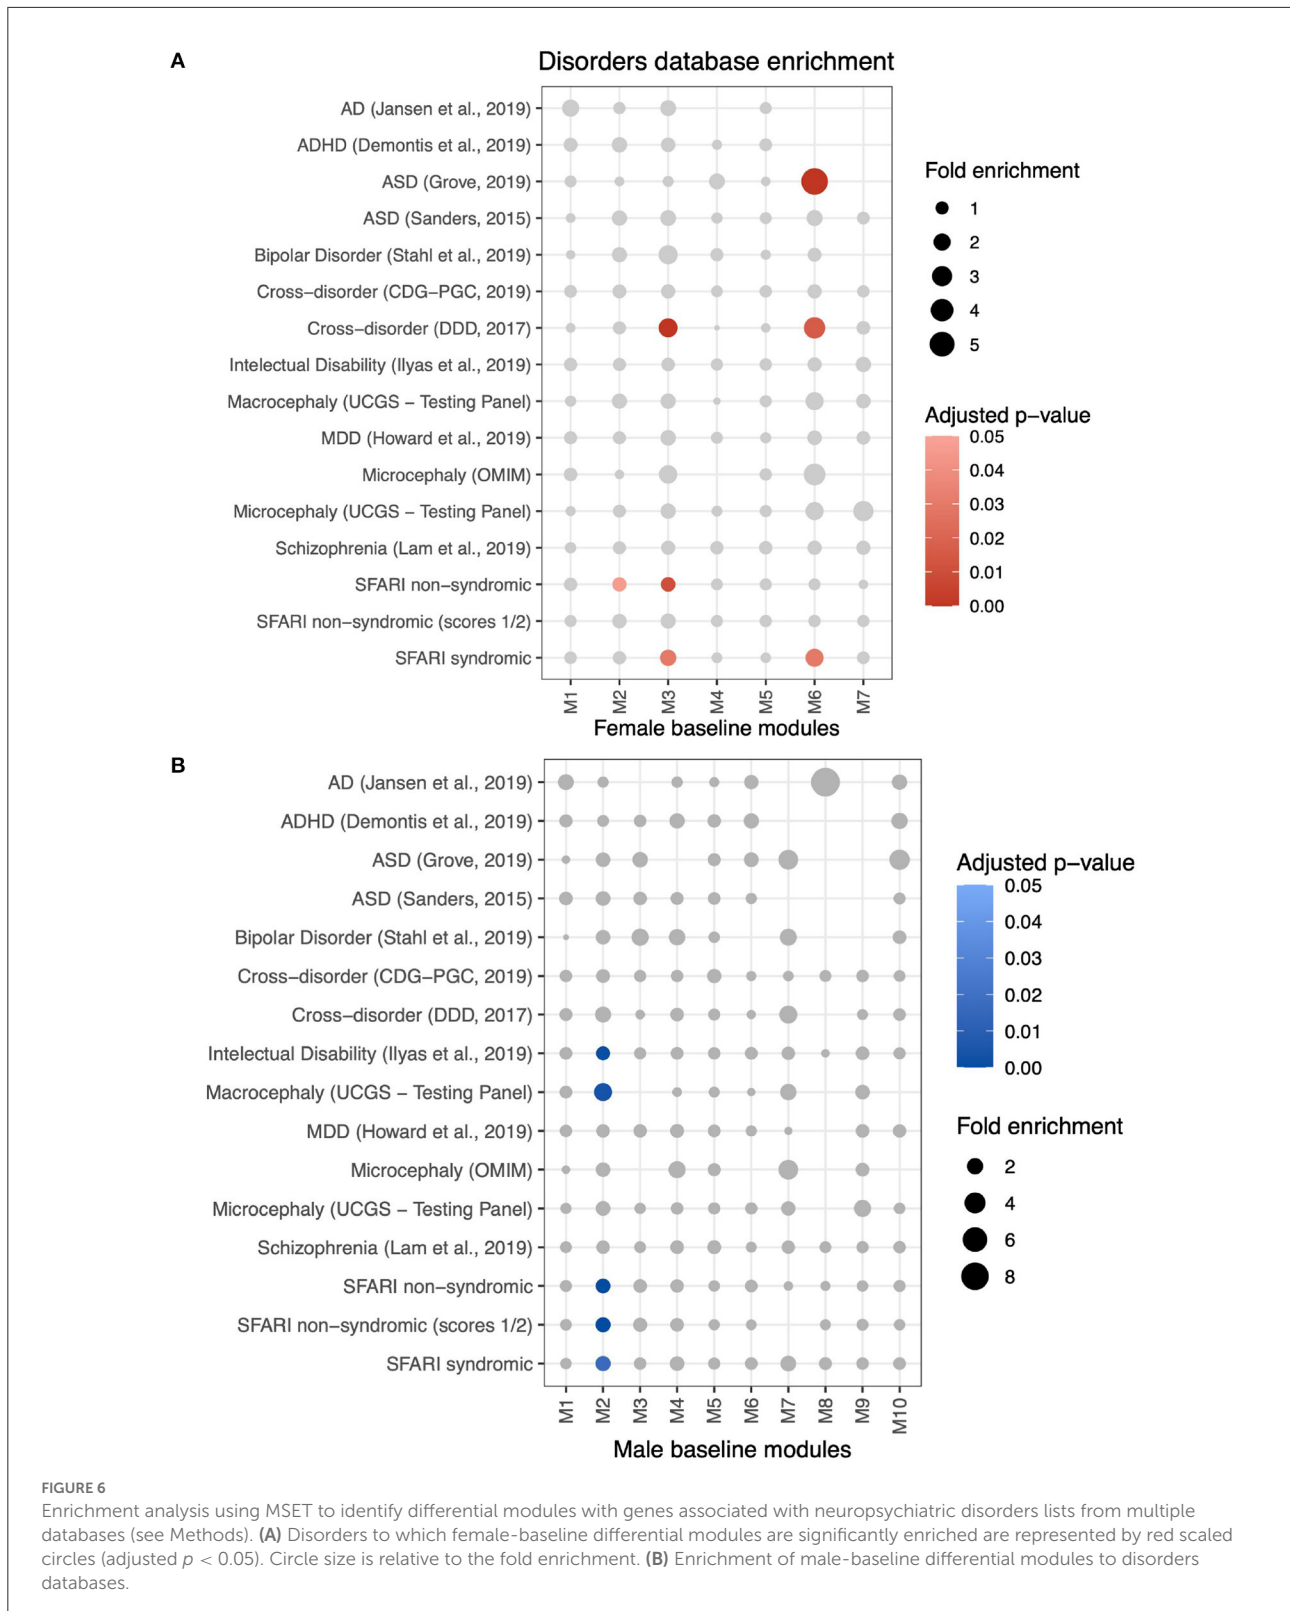 A
Disorders database enrichment
AD (Jansen et al., 2019)
ADHD (Demontis et al., 2019)
ASD (Grove, 2019)
ASD (Sanders, 2015)
Bipolar Disorder (Stahl et al., 2019)
Cross−disorder (CDG−PGC, 2019)
Cross−disorder (DDD, 2017)
Intelectual Disability (Ilyas et al., 2019)
Macrocephaly (UCGS − Testing Panel)
MDD (Howard et al., 2019)
Microcephaly (OMIM)
Microcephaly (UCGS − Testing Panel)
Schizophrenia (Lam et al., 2019)
SFARI non−syndromic
SFARI non−syndromic (scores 1/2)
SFARI syndromic
M1 M2 M3 M4 M5 M6 M7
Female baseline modules
Fold enrichment
1
2
3
4
5
Adjusted p−value
0.05
0.04
0.03
0.02
0.01
0.00
B
AD (Jansen et al., 2019)
ADHD (Demontis et al., 2019)
ASD (Grove, 2019)
ASD (Sanders, 2015)
Bipolar Disorder (Stahl et al., 2019)
Cross−disorder (CDG−PGC, 2019)
Cross−disorder (DDD, 2017)
Intelectual Disability (Ilyas et al., 2019)
Macrocephaly (UCGS − Testing Panel)
MDD (Howard et al., 2019)
Microcephaly (OMIM)
Microcephaly (UCGS − Testing Panel)
Schizophrenia (Lam et al., 2019)
SFARI non−syndromic
SFARI non−syndromic (scores 1/2)
SFARI syndromic
M1 M2 M3 M4 M5 M6 M7 M8 M9 M10
Male baseline modules
Adjusted p−value
0.05
0.04
0.03
0.02
0.01
0.00
Fold enrichment
2
4
6
8
FIGURE 6
Enrichment analysis using MSET to identify differential modules with genes associated with neuropsychiatric disorders lists from multiple
databases (see Methods). (A) Disorders to which female-baseline differential modules are significantly enriched are represented by red scaled
circles (adjusted p < 0.05). Circle size is relative to the fold enrichment. (B) Enrichment of male-baseline differential modules to disorders
databases.